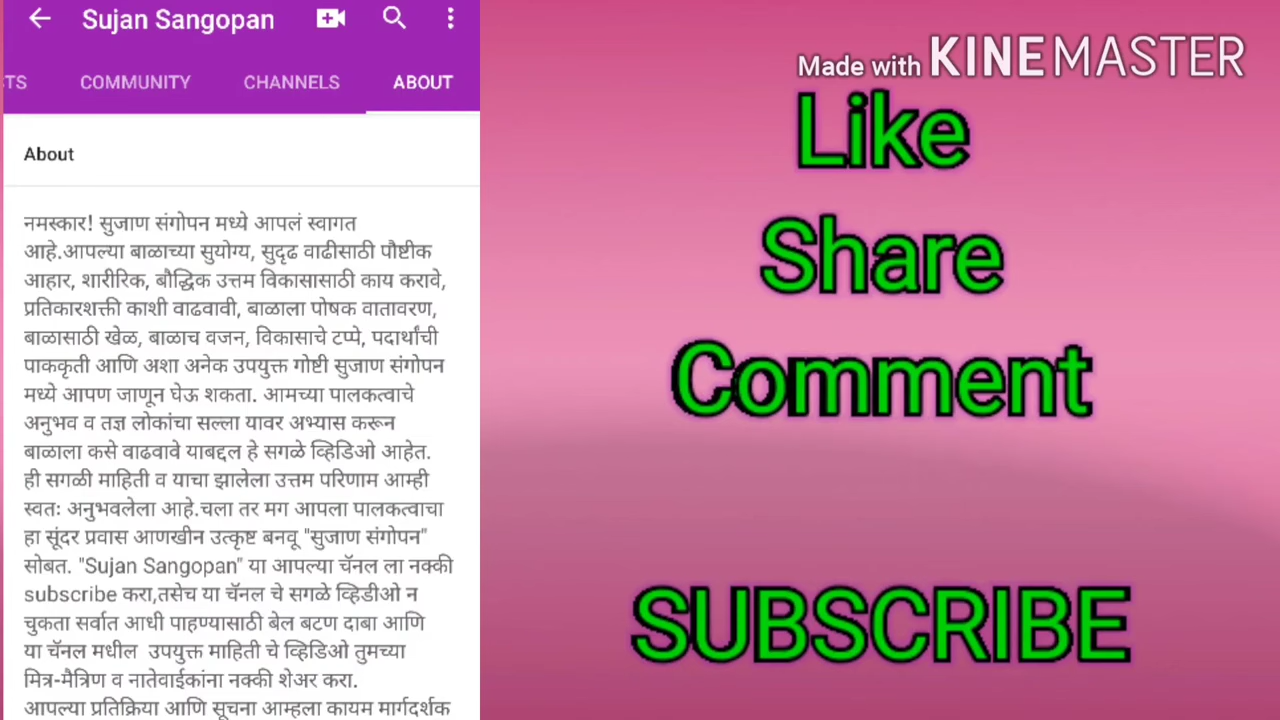 Sujan Sangopan
TS COMMUNITY CHANNELS ABOUT
About
नमस्कार! सुजाण संगोपन मध्ये आपलं स्वागत
आहे.आपल्या बाळाच्या सुयोग्य, सुदृढ वाढीसाठी पौष्टीक
आहार, शारीरिक, बौद्धिक उत्तम विकासासाठी काय करावे,
प्रतिकारशक्ती काशी वाढवावी, बाळाला पोषक वातावरण,
बाळासाठी खेळ, बाळाच वजन, विकासाचे टप्पे, पदार्थांची
पाककृती आणि अशा अनेक उपयुक्त गोष्टी सुजाण संगोपन
मध्ये आपण जाणून घेऊ शकता. आमच्या पालकत्वाचे
अनुभव व तज्ञ लोकांचा सल्ला यावर अभ्यास करून
बाळाला कसे वाढवावे याबद्दल हे सगळे व्हिडिओ आहेत.
ही सगळी माहिती व याचा झालेला उत्तम परिणाम आम्ही
स्वतः अनुभवलेला आहे.चला तर मग आपला पालकत्वाचा
हा सूंदर प्रवास आणखीन उत्कृष्ट बनवू "सुजाण संगोपन"
सोबत. "Sujan Sangopan" या आपल्या चॅनल ला नक्की
subscribe करा,तसेच या चॅनल चे सगळे व्हिडीओ न
चुकता सर्वात आधी पाहण्यासाठी बेल बटण दाबा आणि
या चॅनल मधील उपयुक्त माहिती चे व्हिडिओ तुमच्या
मित्र-मैत्रिण व नातेवाईकांना नक्की शेअर करा.
आपल्या प्रतिक्रिया आणि सूचना आम्हला कायम मार्गदर्शक
Made with KINEMASTER
Like
Share
Comment
SUBSCRIBE